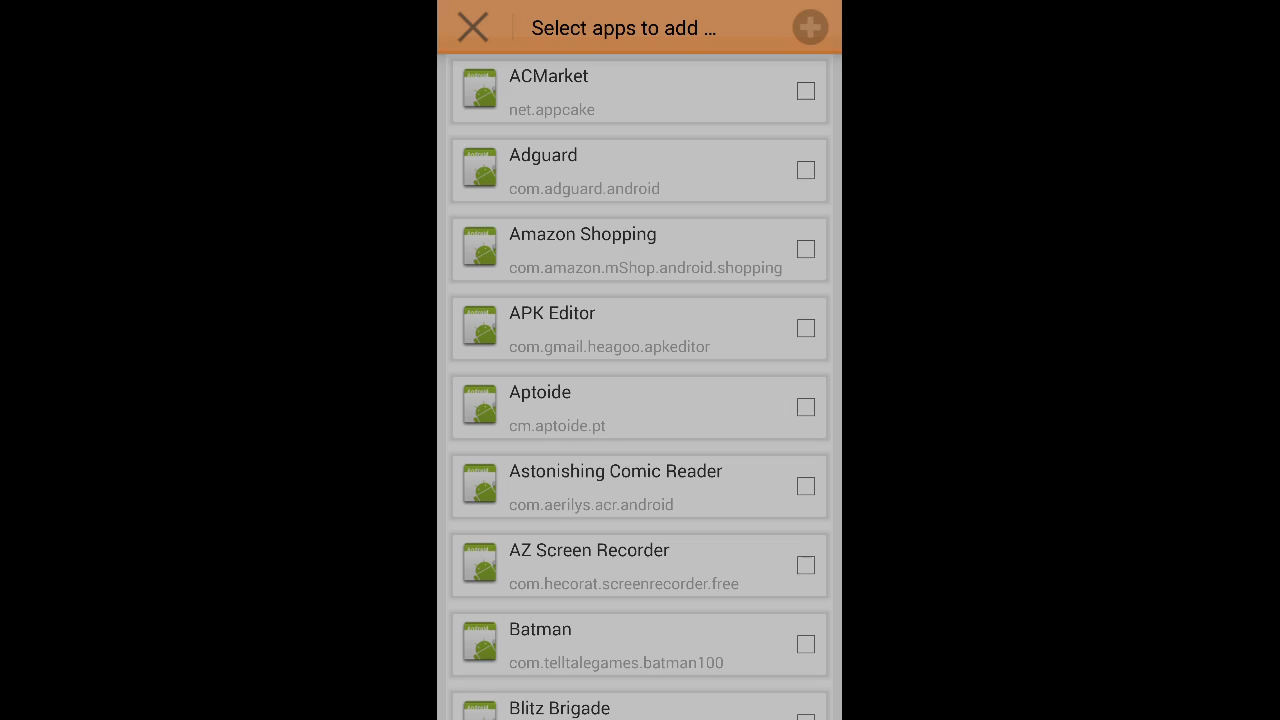 Select apps to add …
ACMarket
net.appcake
Adguard
com.adguard.android
Amazon Shopping
com.amazon.mShop.android.shopping
APK Editor
com.gmail.heagoo.apkeditor
Aptoide
cm.aptoide.pt
Astonishing Comic Reader
com.aerilys.acr.android
AZ Screen Recorder
com.hecorat.screenrecorder.free
Batman
com.telltalegames.batman100
Blitz Brigade